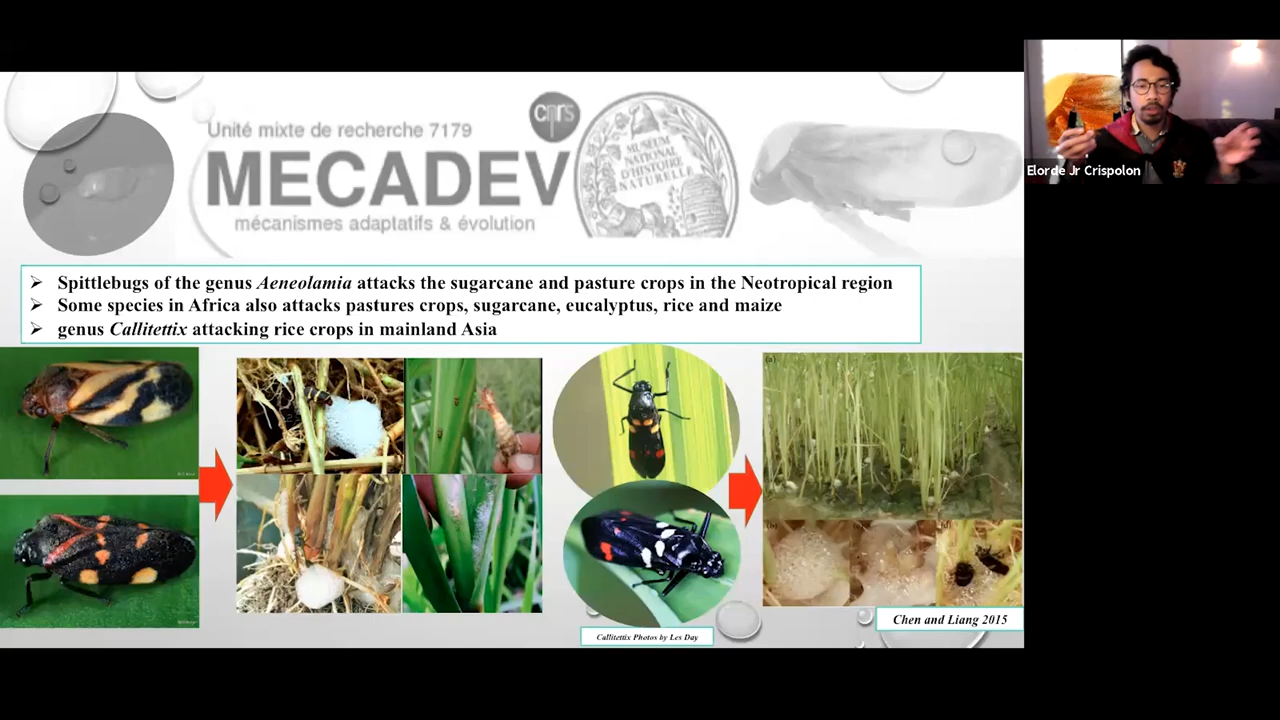 Unité mixte de recherche 7179
cnrs
MECADEV
mécanismes adaptatifs & évolution
MUSEUM
NATIONAL
D'HISTOIRE
NATURELLE
Elorde Jr Crispolon
Spittlebugs of the genus Aeneolamia attacks the sugarcane and pasture crops in the Neotropical region
Some species in Africa also attacks pastures crops, sugarcane, eucalyptus, rice and maize
genus Callitettix attacking rice crops in mainland Asia
(a)
Callitettix Photos by Les Day
Chen and Liang 2015